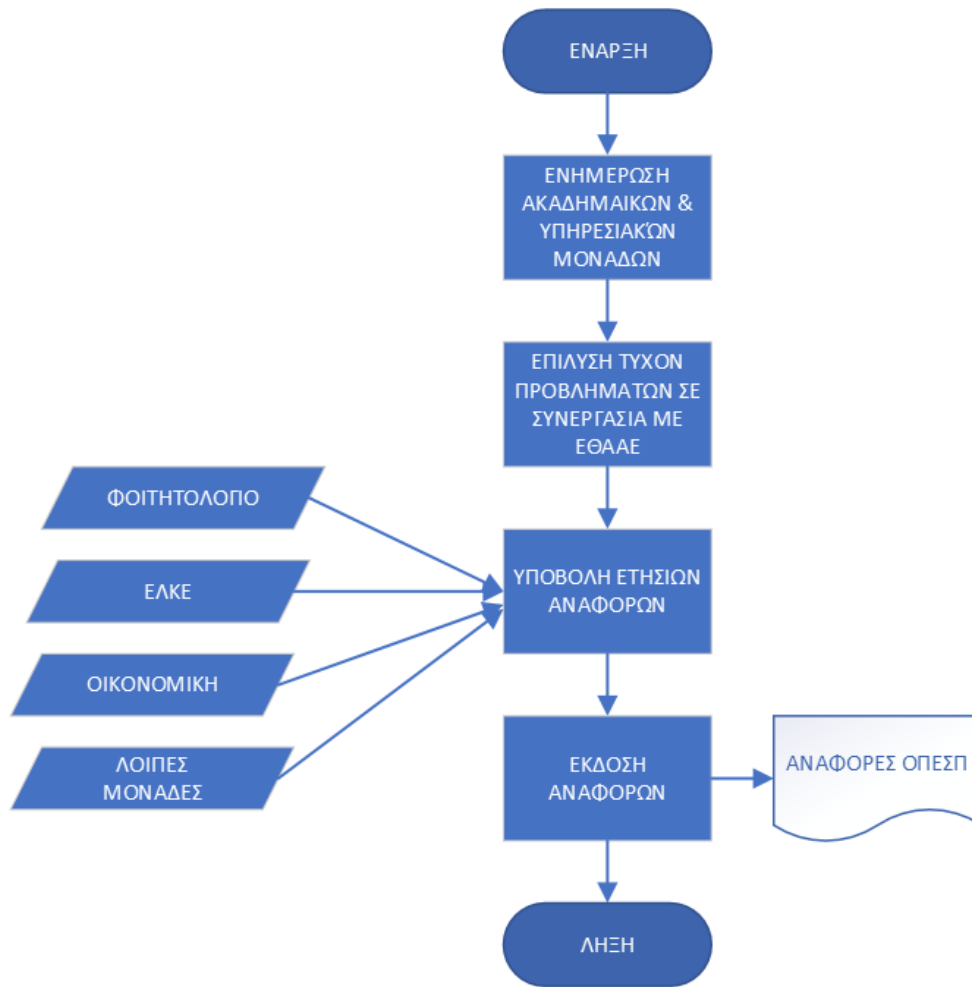 ΕΝΑΡΞΗ
ΕΝΗΜΕΡΩΣΗ
ΑΚΑΔΗΜΑΙΚΩΝ &
ΥΠΗΡΕΣΙΑΚΏΝ
ΜΟΝΑΔΩΝ
ΕΠΙΛΥΣΗ ΤΥΧΟΝ
ΠΡΟΒΛΗΜΑΤΩΝ ΣΕ
ΣΥΝΕΡΓΑΣΙΑ ΜΕ
ΕΘΑΑΕ
ΦΟΙΤΗΤΟΛΟΠΟ
ΕΛΚΕ
ΟΙΚΟΝΟΜΙΚΗ
ΛΟΙΠΕΣ
ΜΟΝΑΔΕΣ
ΥΠΟΒΟΛΗ ΕΤΗΣΙΩΝ
ΑΝΑΦΟΡΩΝ
ΕΚΔΟΣΗ
ΑΝΑΦΟΡΩΝ
ΑΝΑΦΟΡΕΣ ΟΠΕΣΠ
ΛΗΞΗ